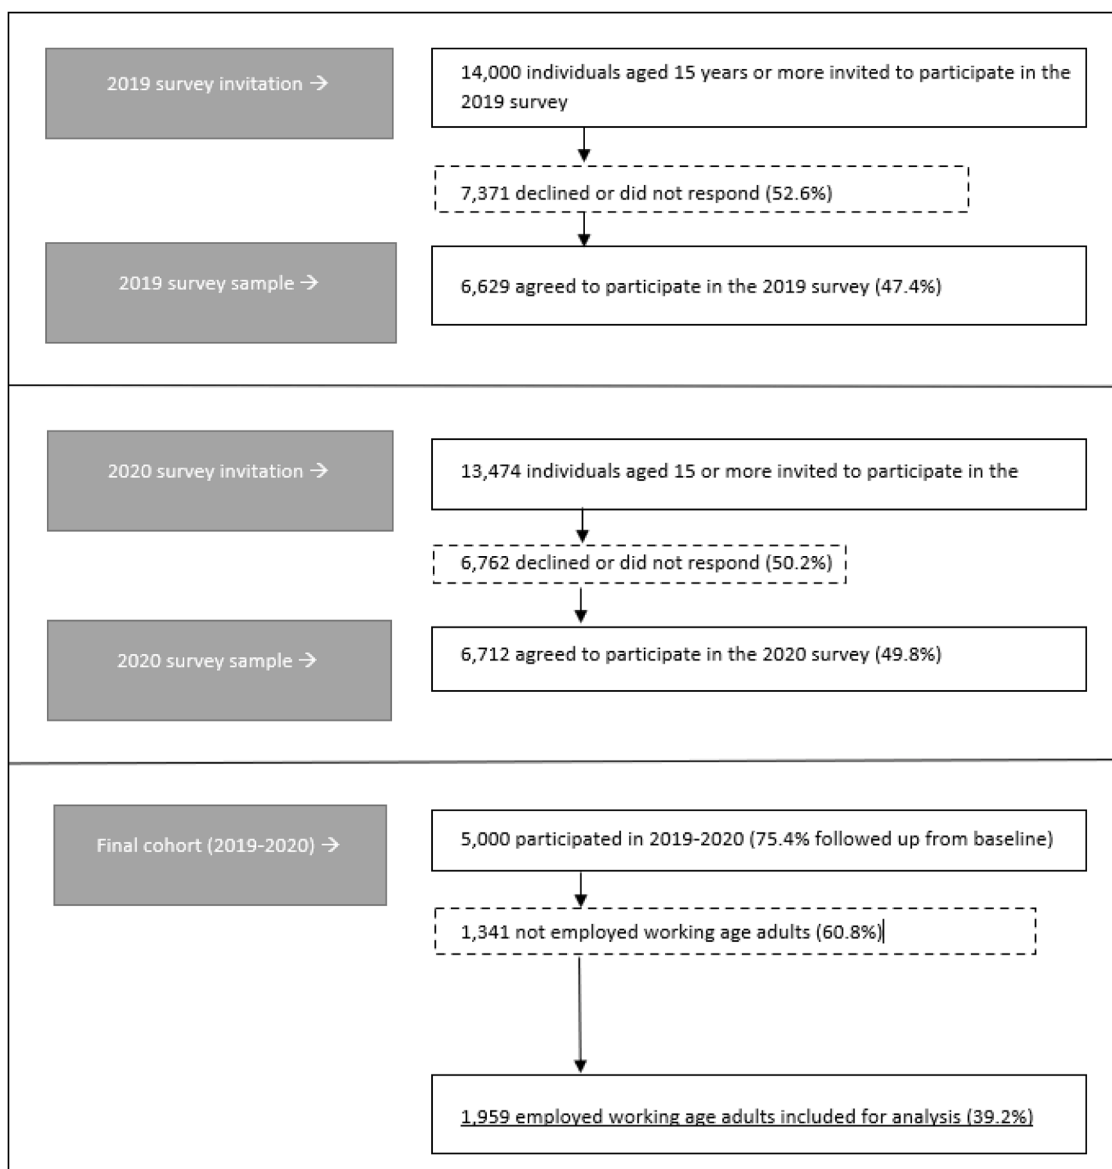 2019 survey invitation →
14,000 individuals aged 15 years or more invited to participate in the
2019 survey
7,371 declined or did not respond (52.6%)
2019 survey sample →
6,629 agreed to participate in the 2019 survey (47.4%)
2020 survey invitation →
13,474 individuals aged 15 or more invited to participate in the
6,762 declined or did not respond (50.2%)
2020 survey sample →
6,712 agreed to participate in the 2020 survey (49.8%)
Final cohort (2019-2020) →
5,000 participated in 2019-2020 (75.4% followed up from baseline)
1,341 not employed working age adults (60.8%)
1,959 employed working age adults included for analysis (39.2%)